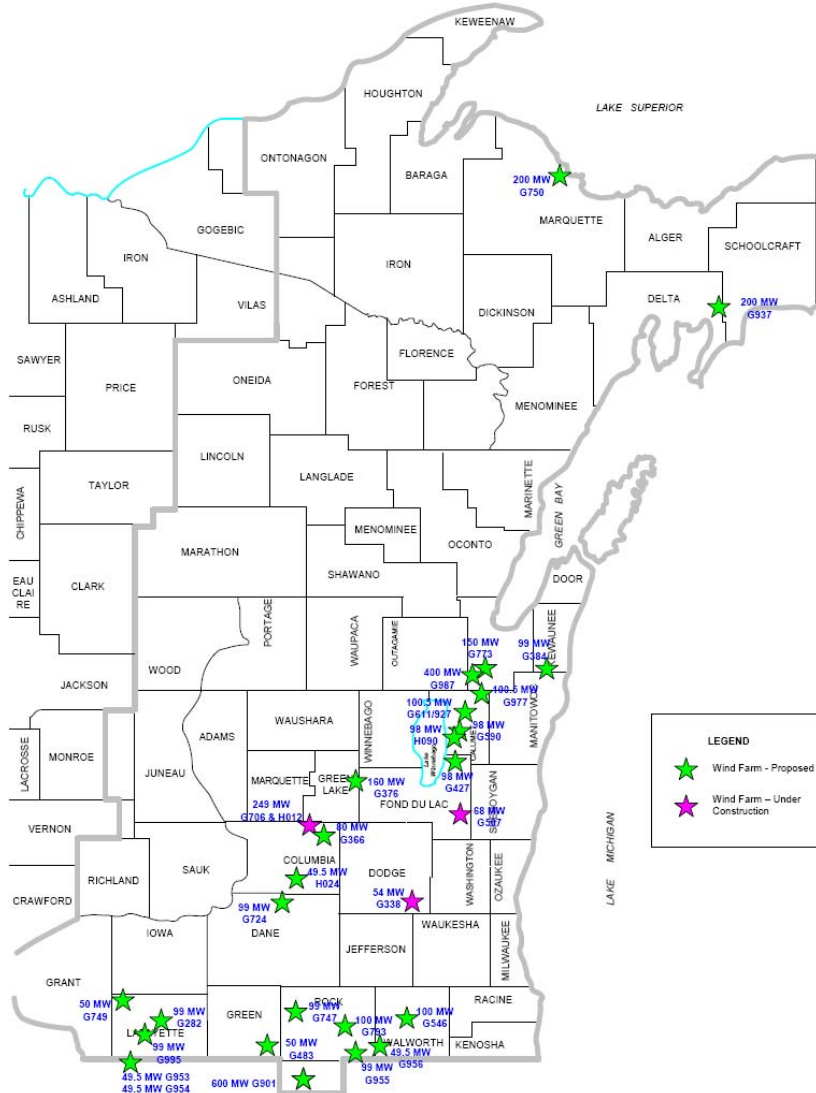 KEWEENAW
HOUGHTON
LAKE SUPERIOR
ONTONAGON
BARAGA
200 MW
G750
MARQUETTE
GOGEBIC
ALGER
SCHOOLCRAFT
IRON
IRON
ASHLAND
VILAS
DICKINSON
DELTA
200 MW
G937
FLORENCE
SAWYER
PRICE
ONEIDA
FOREST
MENOMINEE
RUSK
LINCOLN
LANGLADE
TAYLOR
CHIPPEWA
MARINETTE
GREEN BAY
MENOMINEE
OCONTO
MARATHON
SHAWANO
DOOR
EAU
CLAI
RE
CLARK
PORTAGE
WAUPACA
OUTAGAMIE
150 MW
G773
99 MW
G384
KEWAUNEE
WOOD
400 MW
G987
JACKSON
100.5 MW
G977
MANITOWOC
100.5 MW
G611/927
WAUSHARA
WINNEBAGO
ADAMS
98 MW
G590
98 MW
H090
CALUMET
Lake
Winnebago
LACROSSE
MONROE
JUNEAU
MARQUETTE
GREEN
LAKE
160 MW
G376
98 MW
G427
FOND DU LAC
SHEBOYGAN
68 MW
G507
249 MW
G706 & H012
80 MW
G366
VERNON
SAUK
COLUMBIA
DODGE
WASHINGTON
OZAUKEE
LAKE MICHIGAN
RICHLAND
49.5 MW
H024
54 MW
G338
CRAWFORD
99 MW
G724
DANE
WAUKESHA
MILWAUKEE
IOWA
JEFFERSON
GRANT
50 MW
G749
99 MW
G282
LAFAYETTE
99 MW
G995
GREEN
ROCK
99 MW
G747
100 MW
G793
100 MW
G546
RACINE
WALWORTH
KENOSHA
50 MW
G483
49.5 MW
G956
99 MW
G955
49.5 MW G953
49.5 MW G954
600 MW G901
LEGEND
Wind Farm - Proposed
Wind Farm – Under
Construction